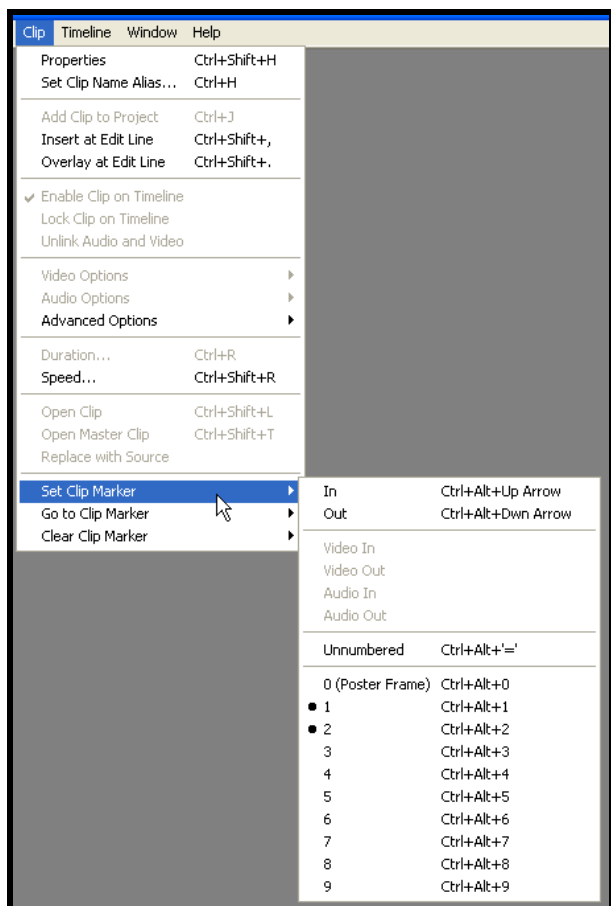 Clip Timeline Window Help
Properties Ctrl+Shift+H
Set Clip Name Alias... Ctrl+H
Add Clip to Project Ctrl+J
Insert at Edit Line Ctrl+Shift+,
Overlay at Edit Line Ctrl+Shift+.
Enable Clip on Timeline
Lock Clip on Timeline
Unlink Audio and Video
Video Options
Audio Options
Advanced Options
Duration... Ctrl+R
Speed... Ctrl+Shift+R
Open Clip Ctrl+Shift+L
Open Master Clip Ctrl+Shift+T
Replace with Source
Set Clip Marker
Go to Clip Marker
Clear Clip Marker
In Ctrl+Alt+Up Arrow
Out Ctrl+Alt+Dwn Arrow
Video In
Video Out
Audio In
Audio Out
Unnumbered Ctrl+Alt+'='
0 (Poster Frame) Ctrl+Alt+0
1 Ctrl+Alt+1
2 Ctrl+Alt+2
3 Ctrl+Alt+3
4 Ctrl+Alt+4
5 Ctrl+Alt+5
6 Ctrl+Alt+6
7 Ctrl+Alt+7
8 Ctrl+Alt+8
9 Ctrl+Alt+9